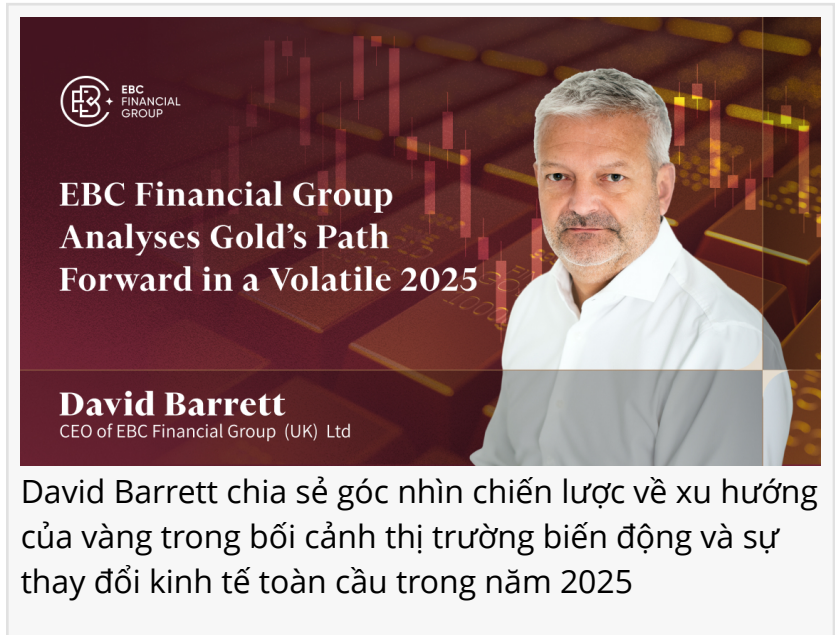 EBC
FINANCIAL
GROUP
EBC Financial Group
Analyses Gold's Path
Forward in a Volatile 2025
David Barrett
CEO of EBC Financial Group (UK) Ltd
David Barrett chia sẻ góc nhìn chiến lược về xu hướng
của vàng trong bối cảnh thị trường biến động và sự
thay đổi kinh tế toàn cầu trong năm 2025